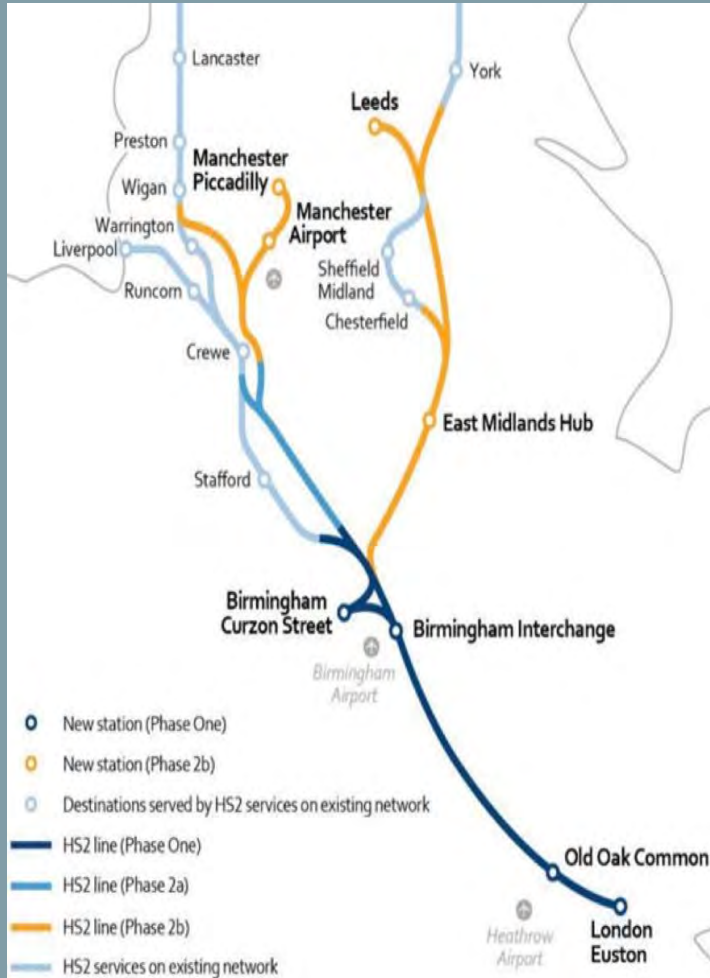 Lancaster
York
Leeds
Preston
Manchester
Piccadilly
Wigan
Manchester
Airport
Warrington
Liverpool
Sheffield
Midland
Runcorn
Chesterfield
Crewe
East Midlands Hub
Stafford
Birmingham
Curzon Street
Birmingham Interchange
Birmingham
Airport
New station (Phase One)
New station (Phase 2b)
Destinations served by HS2 services on existing network
HS2 line (Phase One)
Old Oak Common
HS2 line (Phase 2a)
HS2 line (Phase 2b)
London
Euston
Heathrow
Airport
HS2 services on existing network